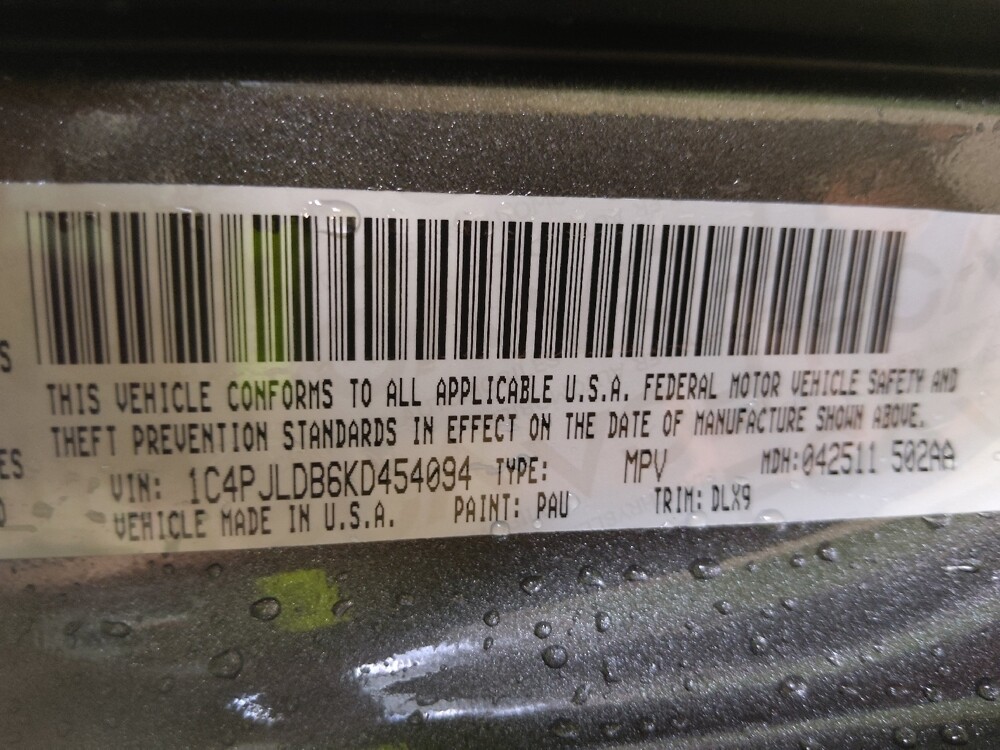 S
THIS VEHICLE CONFORMS TO ALL APPLICABLE U.S.A. FEDERAL MOTOR VEHICLE SAFETY AND
THEFT PREVENTION STANDARDS IN EFFECT ON THE DATE OF MANUFACTURE SHOWN ABOVE.
ES
VIN: 1C4PJLDB6KD454094 TYPE: MPV MDH:042511 502AA
VEHICLE MADE IN U.S.A. PAINT: PAU TRIM: DLX9